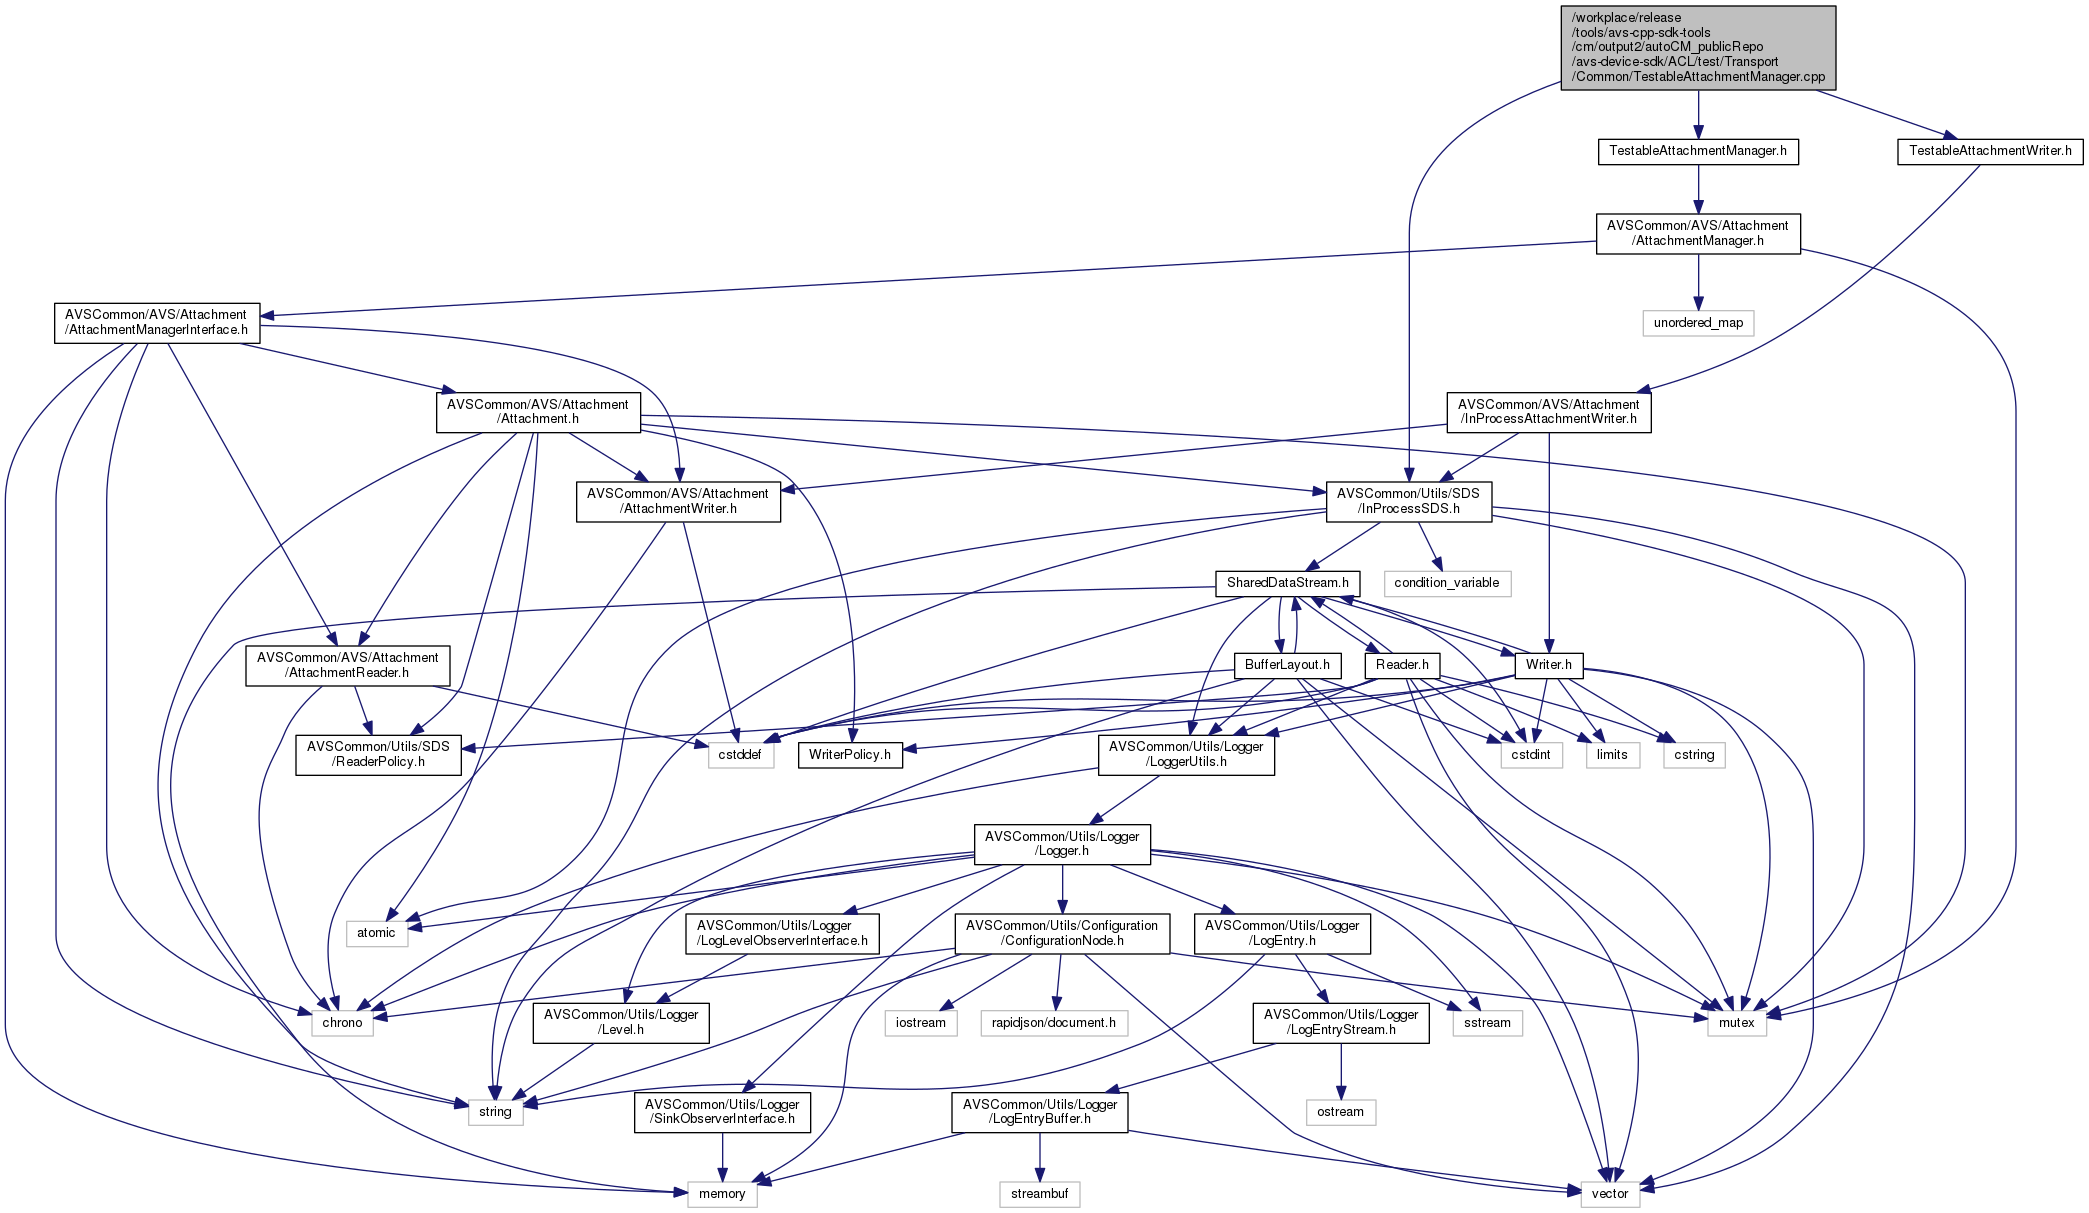 /workplace/release
/tools/avs-cpp-sdk-tools
/cm/output2/autoCM_publicRepo
/avs-device-sdk/ACL/test/Transport
/Common/TestableAttachmentManager.cpp
TestableAttachmentManager.h
TestableAttachmentWriter.h
AVSCommon/AVS/Attachment
/AttachmentManager.h
AVSCommon/AVS/Attachment
/AttachmentManagerInterface.h
unordered_map
AVSCommon/AVS/Attachment
/Attachment.h
AVSCommon/AVS/Attachment
/InProcessAttachmentWriter.h
AVSCommon/AVS/Attachment
/AttachmentWriter.h
AVSCommon/Utils/SDS
/InProcessSDS.h
SharedDataStream.h
condition_variable
AVSCommon/AVS/Attachment
/AttachmentReader.h
BufferLayout.h
Reader.h
Writer.h
AVSCommon/Utils/SDS
/ReaderPolicy.h
cstddef
WriterPolicy.h
AVSCommon/Utils/Logger
/LoggerUtils.h
cstdint
limits
cstring
AVSCommon/Utils/Logger
/Logger.h
atomic
AVSCommon/Utils/Logger
/LogLevelObserverInterface.h
AVSCommon/Utils/Configuration
/ConfigurationNode.h
AVSCommon/Utils/Logger
/LogEntry.h
chrono
AVSCommon/Utils/Logger
/Level.h
iostream
rapidjson/document.h
AVSCommon/Utils/Logger
/LogEntryStream.h
sstream
mutex
string
AVSCommon/Utils/Logger
/SinkObserverInterface.h
AVSCommon/Utils/Logger
/LogEntryBuffer.h
ostream
memory
streambuf
vector